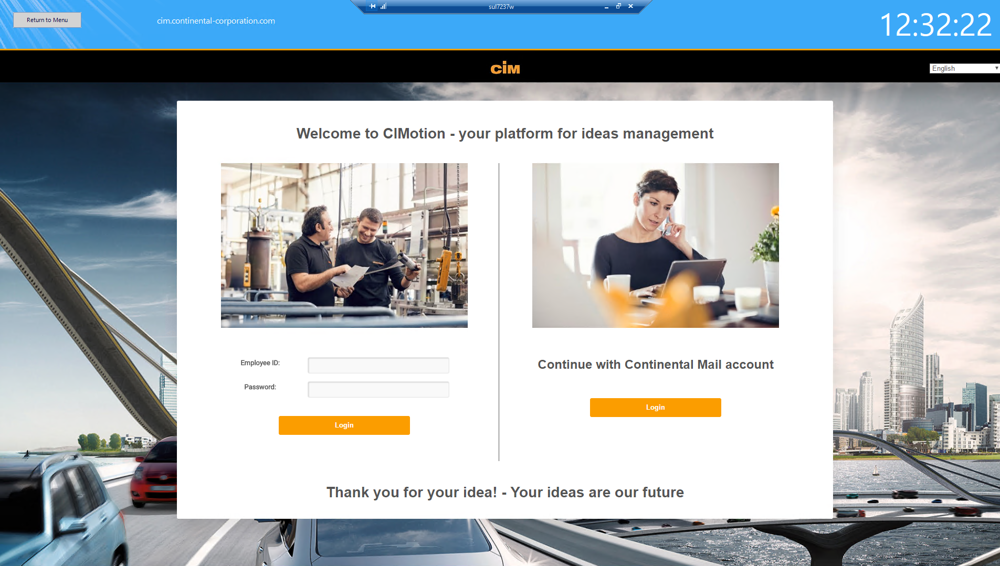 sul7237w
Return to Menu
cim.continental-corporation.com
12:32:22
CiM
English
Welcome to CIMotion - your platform for ideas management
Employee ID:
Password:
Login
Continue with Continental Mail account
Login
Thank you for your idea! - Your ideas are our future